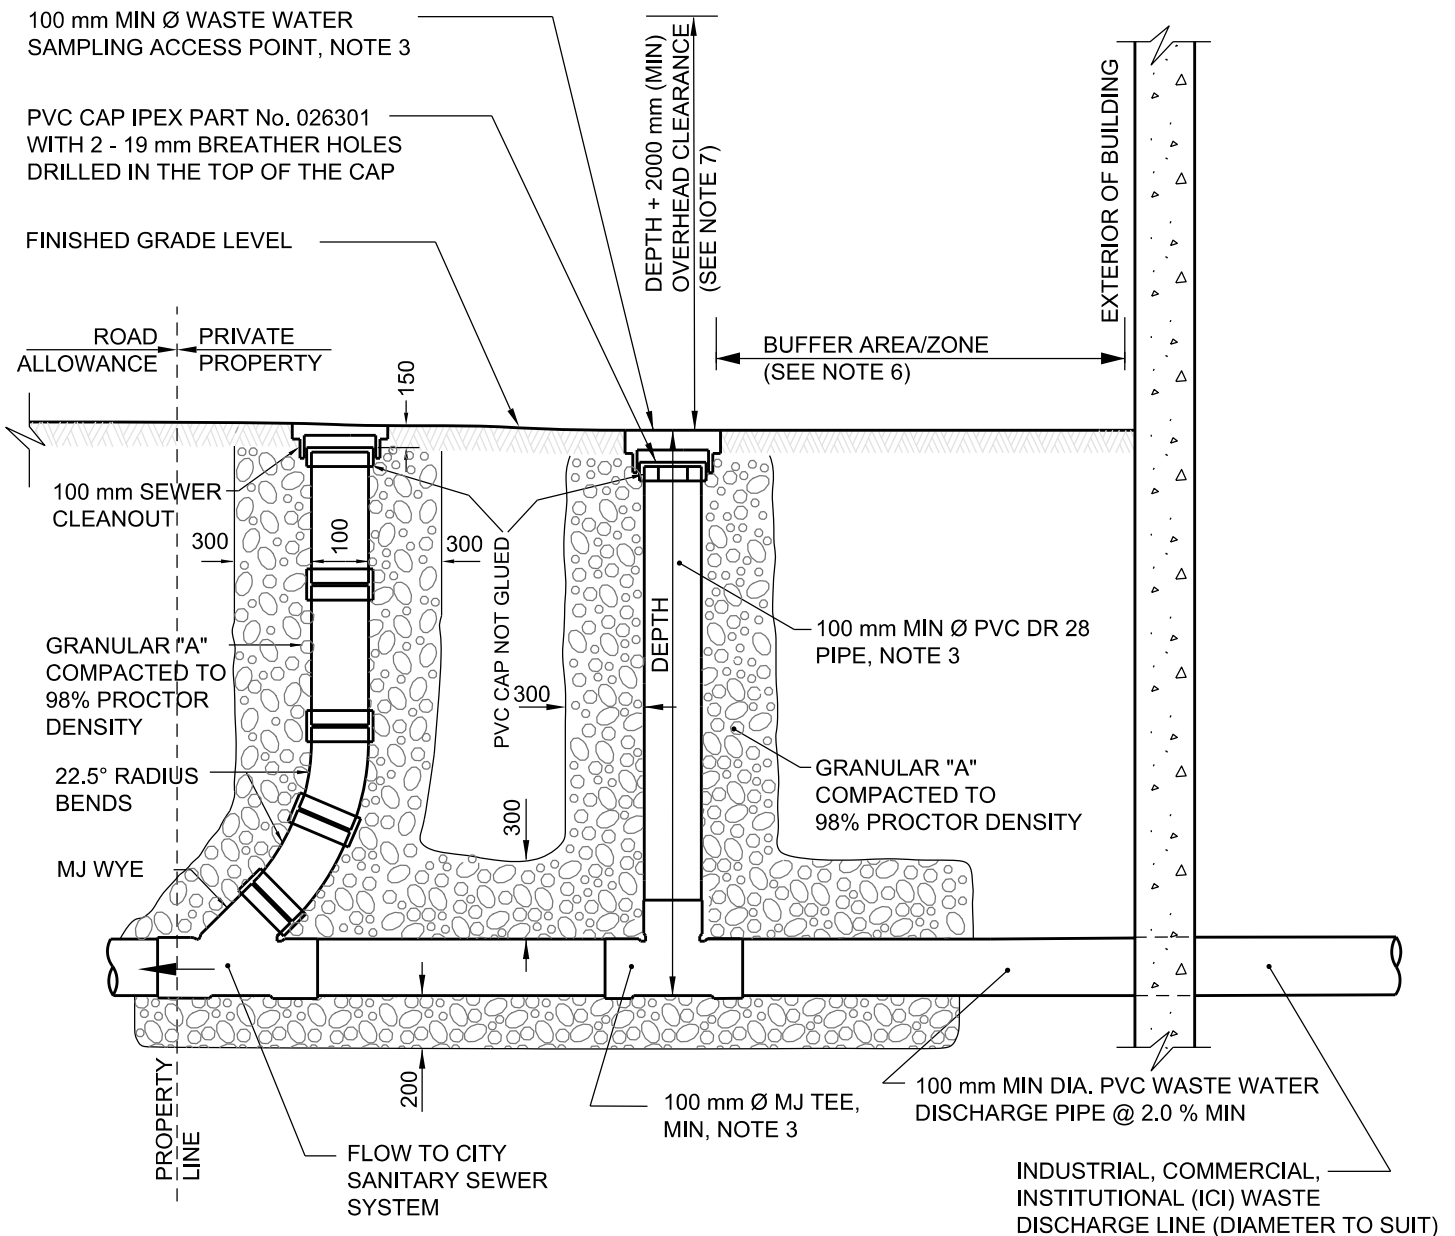 100 mm MIN Ø WASTE WATER
SAMPLING ACCESS POINT, NOTE 3
PVC CAP IPEX PART No. 026301
WITH 2 - 19 mm BREATHER HOLES
DRILLED IN THE TOP OF THE CAP
FINISHED GRADE LEVEL
DEPTH + 2000 mm (MIN)
OVERHEAD CLEARANCE
(SEE NOTE 7)
EXTERIOR OF BUILDING
ROAD
ALLOWANCE
PRIVATE
PROPERTY
BUFFER AREA/ZONE
(SEE NOTE 6)
150
100 mm SEWER
CLEANOUT
300
100
300
PVC CAP NOT GLUED
300
DEPTH
100 mm MIN Ø PVC DR 28
PIPE, NOTE 3
GRANULAR "A"
COMPACTED TO
98% PROCTOR
DENSITY
22.5° RADIUS
BENDS
MJ WYE
300
GRANULAR "A"
COMPACTED TO
98% PROCTOR DENSITY
200
PROPERTY
LINE
FLOW TO CITY
SANITARY SEWER
SYSTEM
100 mm Ø MJ TEE,
MIN, NOTE 3
100 mm MIN DIA. PVC WASTE WATER
DISCHARGE PIPE @ 2.0 % MIN
INDUSTRIAL, COMMERCIAL,
INSTITUTIONAL (ICI) WASTE
DISCHARGE LINE (DIAMETER TO SUIT)